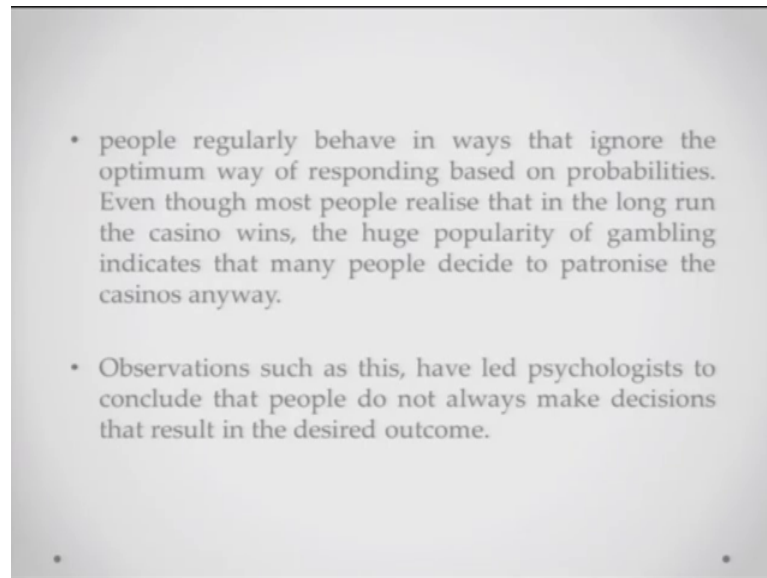 • people regularly behave in ways that ignore the
optimum way of responding based on probabilities.
Even though most people realise that in the long run
the casino wins, the huge popularity of gambling
indicates that many people decide to patronise the
casinos anyway.
• Observations such as this, have led psychologists to
conclude that people do not always make decisions
that result in the desired outcome.